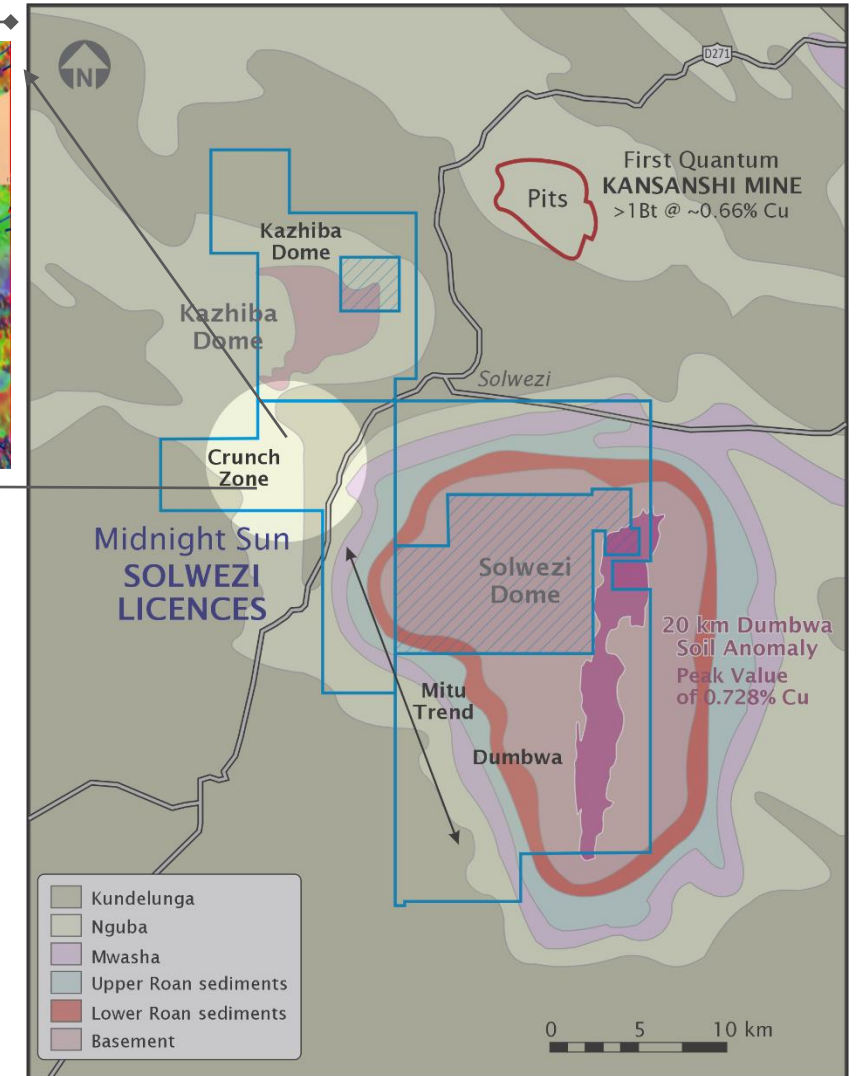 N
D271
First Quantum
KANSANSHI MINE
>1Bt @ ~0.66% Cu
Pits
Kazhiba
Dome
Kazhiba
Dome
Solwezi
Crunch
Zone
Midnight Sun
SOLWEZI
LICENCES
Solwezi
Dome
20 km Dumbwa
Soil Anomaly
Peak Value
of 0.728% Cu
Mitu
Trend
Dumbwa
Kundelunga
Nguba
Mwasha
Upper Roan sediments
Lower Roan sediments
Basement
0 5 10 km